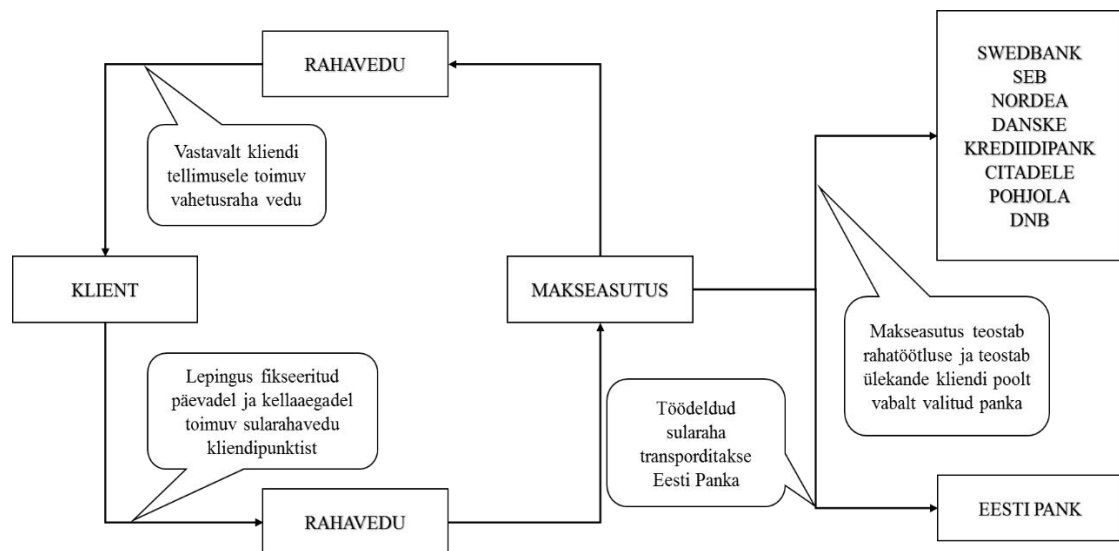 RAHAVEDU
SWEDBANK
SEB
NORDEA
DANSKE
KREDIIDIPANK
CITADELE
POHJOLA
DNB
Vastavalt kliendi
tellimusele toimuv
vahetusraha vedu
KLIENT
MAKSEASUTUS
Makseasutus teostab
rahatöötluse ja teostab
ülekande kliendi poolt
vabalt valitud panka
Lepingus fikseeritud
päevadel ja kellaaegadel
toimuv sularahavedu
kliendipunktist
Töödeldud
sularaha
transporditakse
Eesti Panka
RAHAVEDU
EESTI PANK